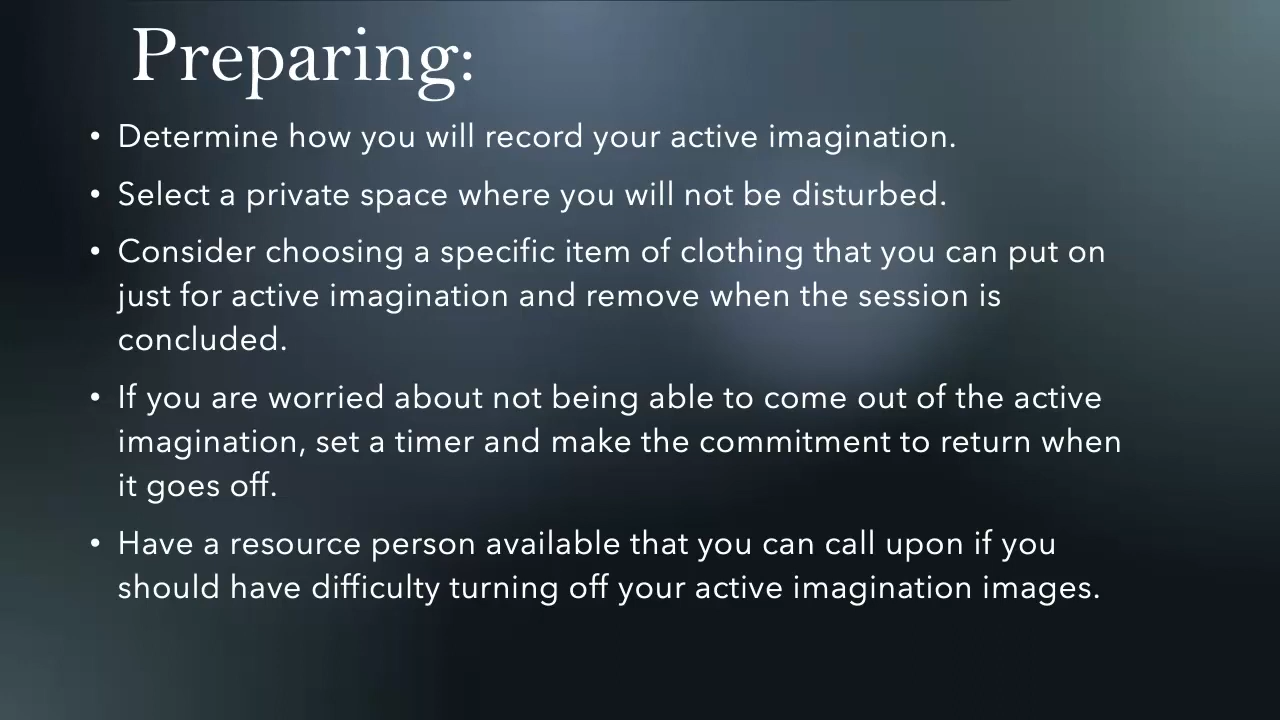 Preparing:
• Determine how you will record your active imagination.
• Select a private space where you will not be disturbed.
• Consider choosing a specific item of clothing that you can put on
just for active imagination and remove when the session is
concluded.
• If you are worried about not being able to come out of the active
imagination, set a timer and make the commitment to return when
it goes off.
• Have a resource person available that you can call upon if you
should have difficulty turning off your active imagination images.